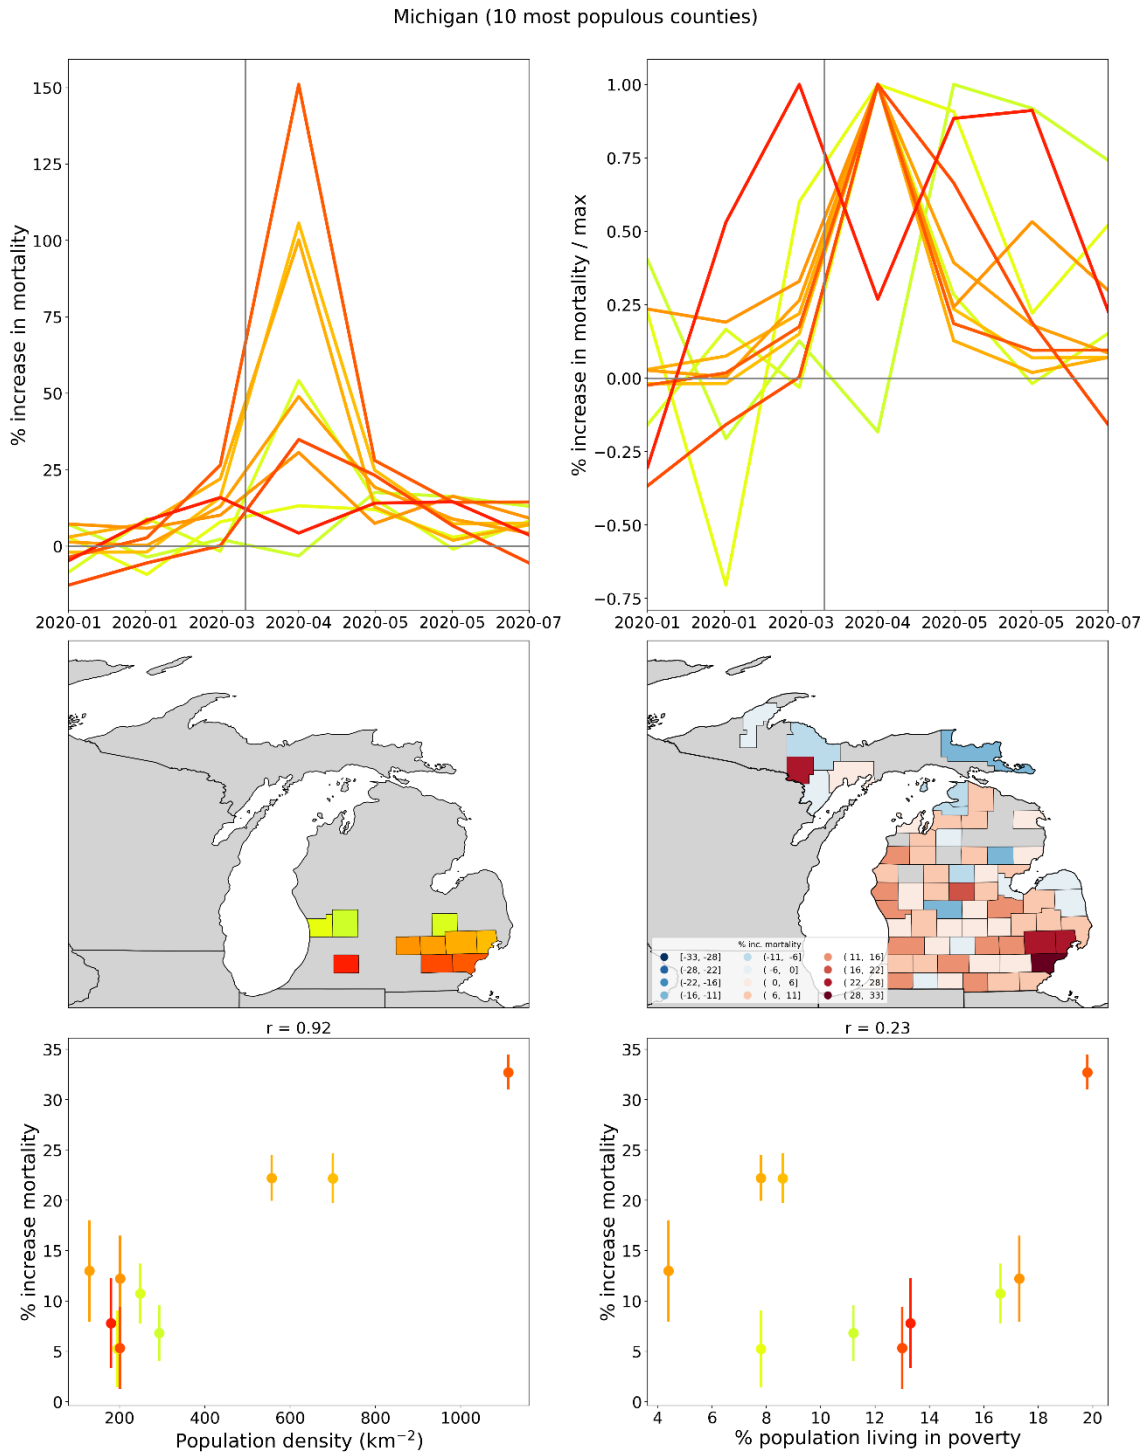 Michigan (10 most populous counties)
% increase in mortality
150
125
100
75
50
25
0
2020-01 2020-01 2020-03 2020-04 2020-05 2020-05 2020-07
% increase in mortality / max
1.00
0.75
0.50
0.25
0.00
−0.25
−0.50
−0.75
2020-01 2020-01 2020-03 2020-04 2020-05 2020-05 2020-07
% inc. mortality
[-33, -28] (-11, -6] ( 11, 16]
(-28, -22] ( -6, 0] ( 16, 22]
(-22, -16] ( 0, 6] ( 22, 28]
(-16, -11] ( 6, 11] ( 28, 33]
r = 0.92
% increase mortality
35
30
25
20
15
10
5
0
200 400 600 800 1000
Population density (km⁻²)
r = 0.23
% increase mortality
35
30
25
20
15
10
5
0
4 6 8 10 12 14 16 18 20
% population living in poverty